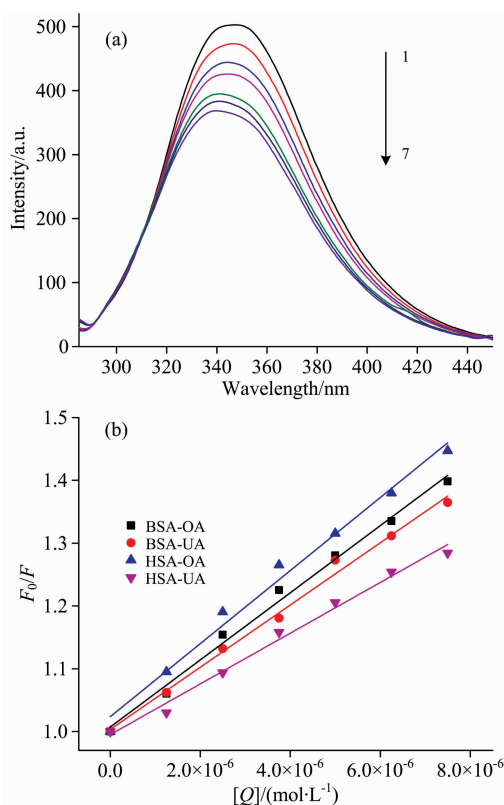 (a)
1
7
Intensity/a.u.
500
400
300
200
100
0
300 320 340 360 380 400 420 440
Wavelength/nm
(b)
BSA-OA
BSA-UA
HSA-OA
HSA-UA
F₀/F
1.5
1.4
1.3
1.2
1.1
1.0
0.0 2.0×10⁻⁶ 4.0×10⁻⁶ 6.0×10⁻⁶ 8.0×10⁻⁶
[Q]/(mol·L⁻¹)